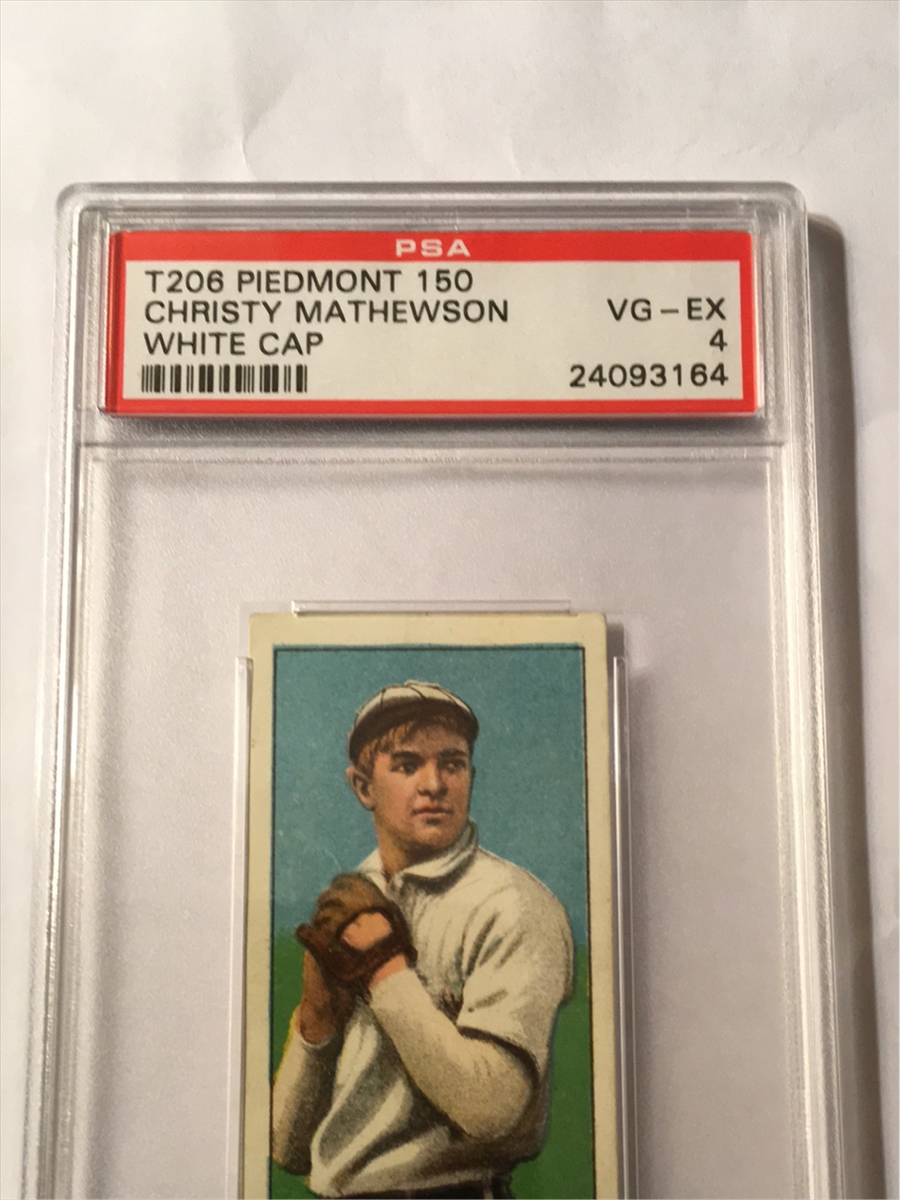 PSA
T206 PIEDMONT 150
CHRISTY MATHEWSON VG-EX
WHITE CAP 4
24093164